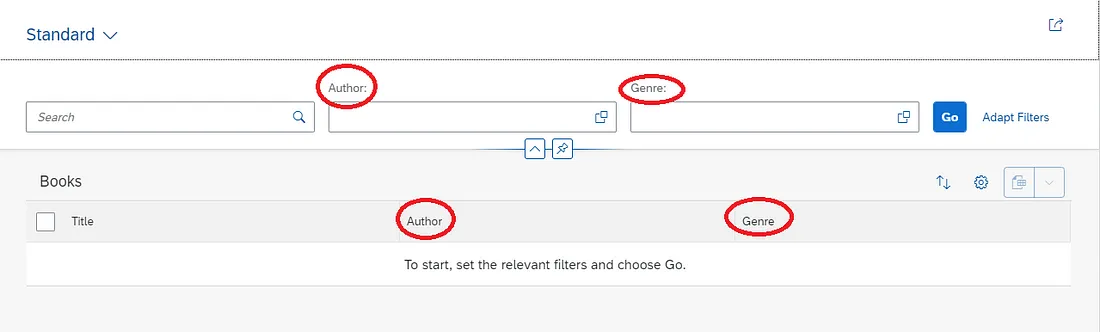 Standard
Author:
Genre:
Search
Go
Adapt Filters
Books
Title
Author
Genre
To start, set the relevant filters and choose Go.